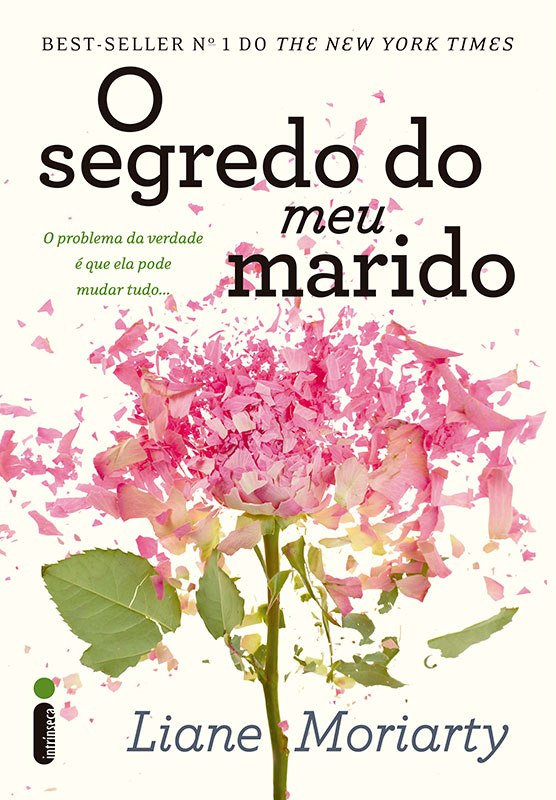 BEST-SELLER Nº 1 DO THE NEW YORK TIMES
O
segredo do
meu
marido
O problema da verdade
é que ela pode
mudar tudo...
Liane Moriarty
intrínseca